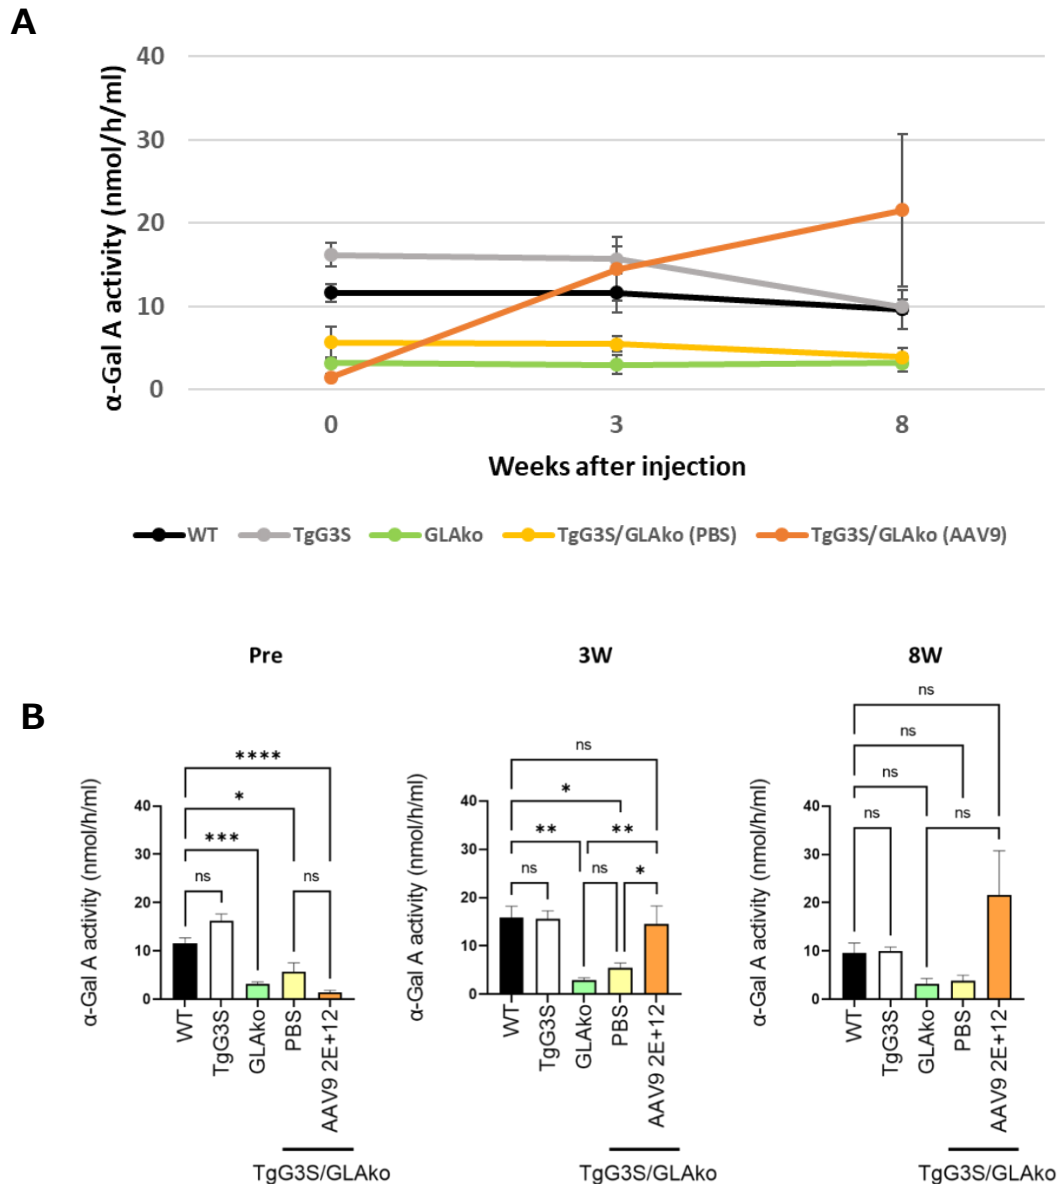 A
α-Gal A activity (nmol/h/ml)
40
30
20
10
0
0 3 8
Weeks after injection
WT TgG3S GLAko TgG3S/GLAko (PBS) TgG3S/GLAko (AAV9)
B
Pre
α-Gal A activity (nmol/h/ml)
****
*
***
ns ns
40
30
20
10
0
WT TgG3S GLAko PBS AAV9 2E+12
TgG3S/GLAko
3W
α-Gal A activity (nmol/h/ml)
ns
*
** **
ns ns *
40
30
20
10
0
WT TgG3S GLAko PBS AAV9 2E+12
TgG3S/GLAko
8W
α-Gal A activity (nmol/h/ml)
ns
ns
ns
ns ns
40
30
20
10
0
WT TgG3S GLAko PBS AAV9 2E+12
TgG3S/GLAko